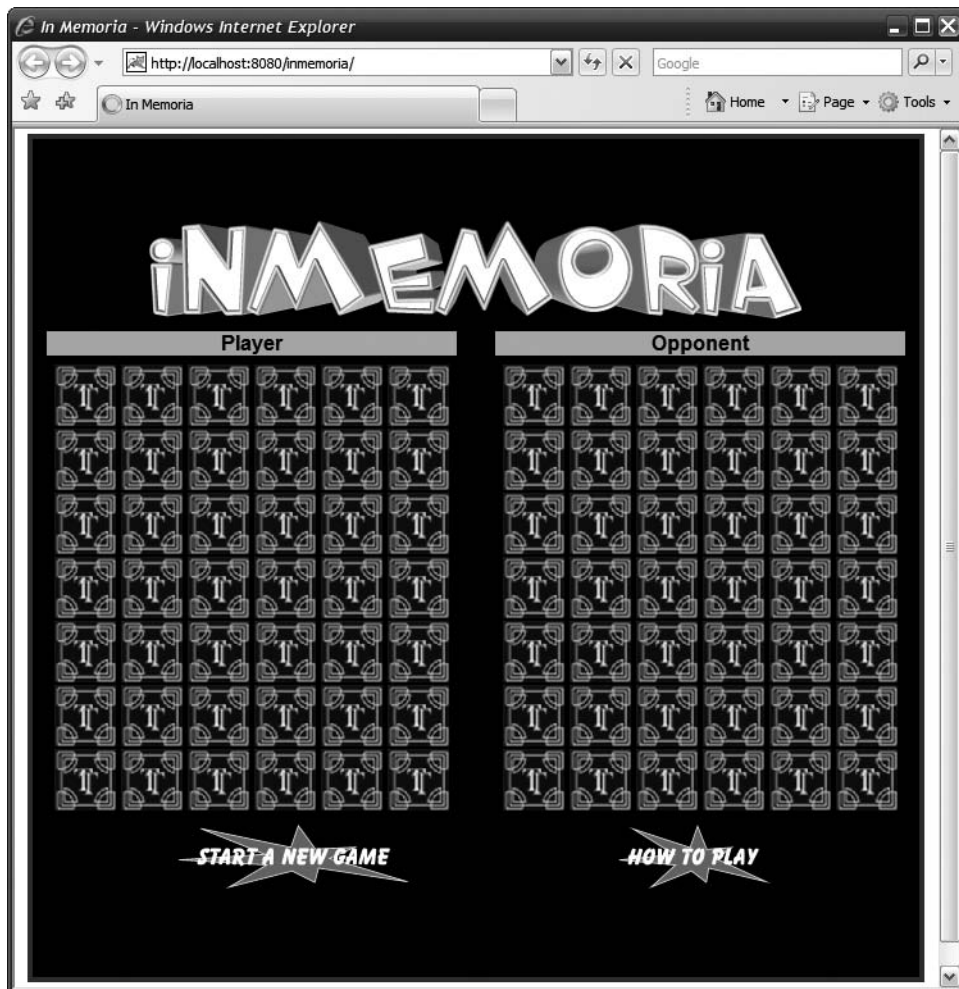 In Memoria - Windows Internet Explorer
http://localhost:8080/inmemoria/
Google
In Memoria
Home
Page
Tools
iNMEMORiA
Player
Opponent
T T T T T T T T T T T T
T T T T T T T T T T T T
T T T T T T T T T T T T
T T T T T T T T T T T T
T T T T T T T T T T T T
T T T T T T T T T T T T
T T T T T T T T T T T T
START A NEW GAME
HOW TO PLAY